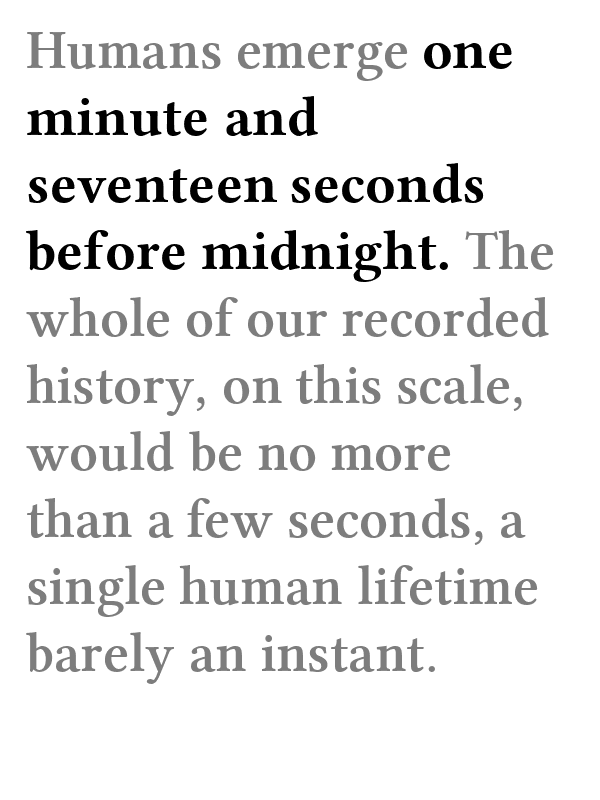 Humans emerge one
minute and
seventeen seconds
before midnight. The
whole of our recorded
history, on this scale,
would be no more
than a few seconds, a
single human lifetime
barely an instant.